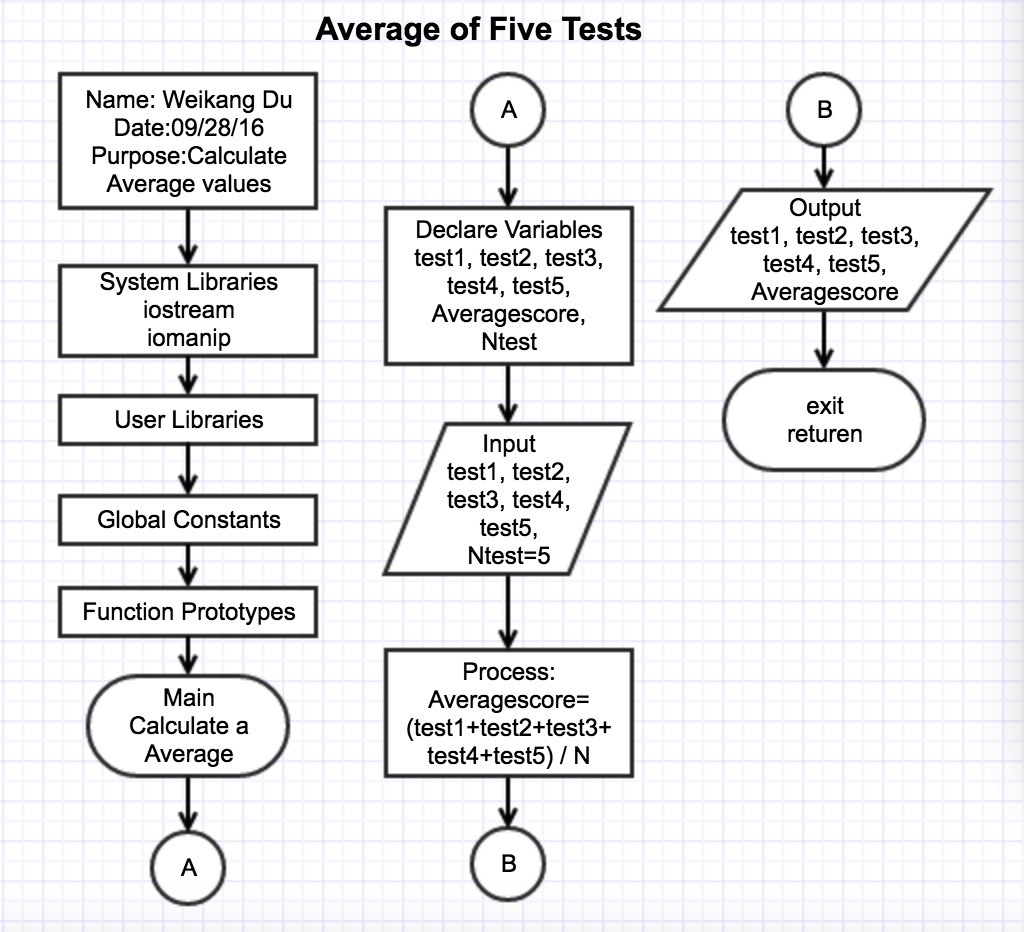 Average of Five Tests
Name: Weikang Du
Date:09/28/16
Purpose:Calculate
Average values
System Libraries
iostream
iomanip
User Libraries
Global Constants
Function Prototypes
Main
Calculate a
Average
A
A
Declare Variables
test1, test2, test3,
test4, test5,
Averagescore,
Ntest
Input
test1, test2,
test3, test4,
test5,
Ntest=5
Process:
Averagescore=
(test1+test2+test3+
test4+test5) / N
B
B
Output
test1, test2, test3,
test4, test5,
Averagescore
exit
returen